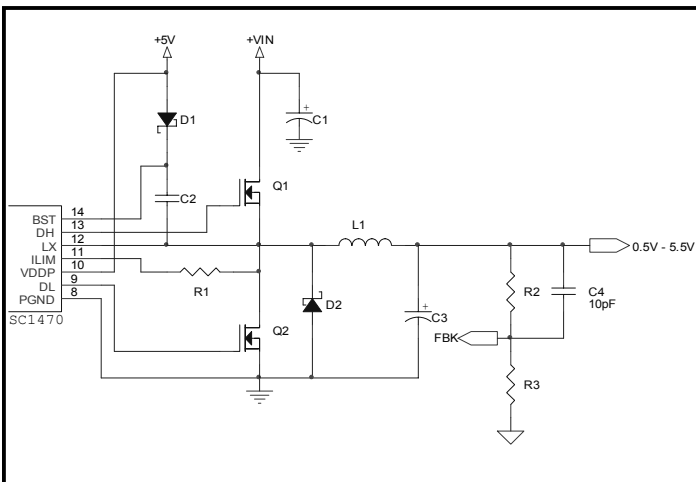 +5V
+VIN
+
C1
D1
Q1
C2
14
BST
13
DH
12
LX
11
ILIM
10
VDDP
9
DL
8
PGND
SC1470
R1
L1
0.5V - 5.5V
R2
C4
10pF
+
C3
D2
Q2
FBK
R3